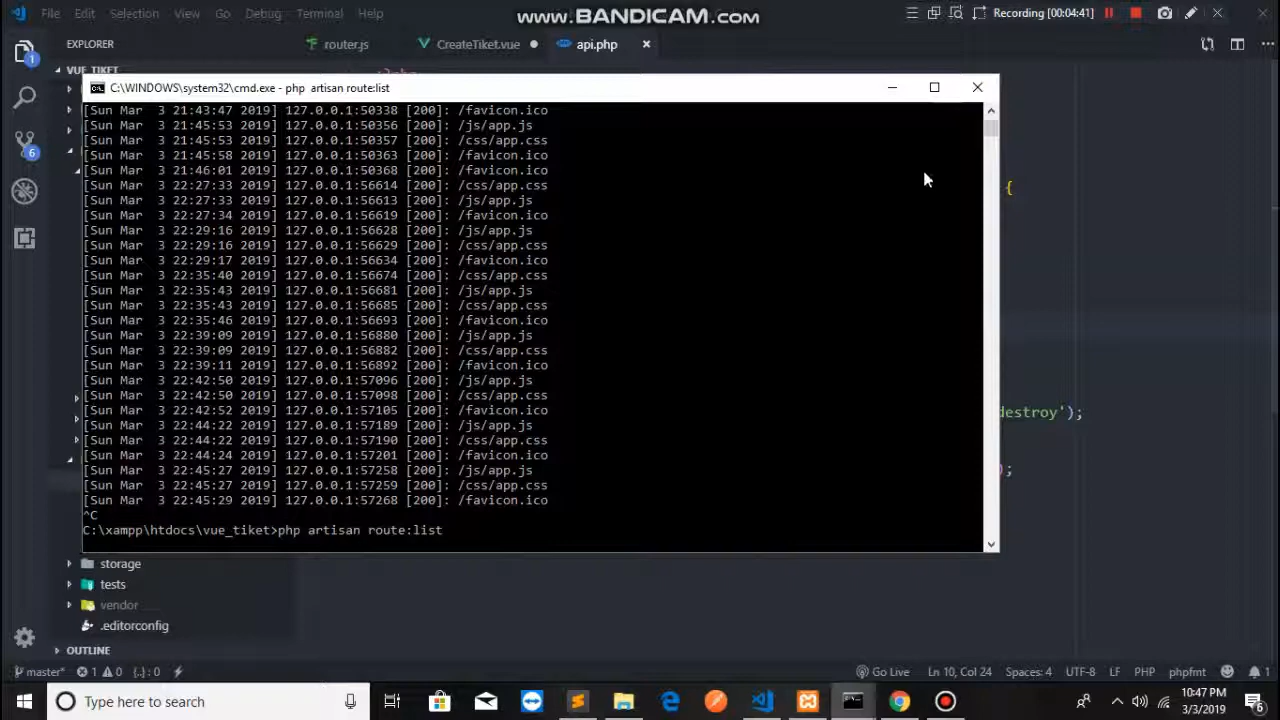 File Edit Selection View Go Debug Terminal Help
www.BANDICAM.com
Recording [00:04:41]
EXPLORER
router.js
CreateTiket.vue
api.php
VUE_TIKET
C:\WINDOWS\system32\cmd.exe - php  artisan route:list
[Sun Mar  3 21:43:47 2019] 127.0.0.1:50338 [200]: /favicon.ico
[Sun Mar  3 21:45:53 2019] 127.0.0.1:50356 [200]: /js/app.js
[Sun Mar  3 21:45:53 2019] 127.0.0.1:50357 [200]: /css/app.css
[Sun Mar  3 21:45:58 2019] 127.0.0.1:50363 [200]: /favicon.ico
[Sun Mar  3 21:46:01 2019] 127.0.0.1:50368 [200]: /favicon.ico
[Sun Mar  3 22:27:33 2019] 127.0.0.1:56614 [200]: /css/app.css
[Sun Mar  3 22:27:33 2019] 127.0.0.1:56613 [200]: /js/app.js
[Sun Mar  3 22:27:34 2019] 127.0.0.1:56619 [200]: /favicon.ico
[Sun Mar  3 22:29:16 2019] 127.0.0.1:56628 [200]: /js/app.js
[Sun Mar  3 22:29:16 2019] 127.0.0.1:56629 [200]: /css/app.css
[Sun Mar  3 22:29:17 2019] 127.0.0.1:56634 [200]: /favicon.ico
[Sun Mar  3 22:35:40 2019] 127.0.0.1:56674 [200]: /css/app.css
[Sun Mar  3 22:35:43 2019] 127.0.0.1:56681 [200]: /js/app.js
[Sun Mar  3 22:35:43 2019] 127.0.0.1:56685 [200]: /css/app.css
[Sun Mar  3 22:35:46 2019] 127.0.0.1:56693 [200]: /favicon.ico
[Sun Mar  3 22:39:09 2019] 127.0.0.1:56880 [200]: /js/app.js
[Sun Mar  3 22:39:09 2019] 127.0.0.1:56882 [200]: /css/app.css
[Sun Mar  3 22:39:11 2019] 127.0.0.1:56892 [200]: /favicon.ico
[Sun Mar  3 22:42:50 2019] 127.0.0.1:57096 [200]: /js/app.js
[Sun Mar  3 22:42:50 2019] 127.0.0.1:57098 [200]: /css/app.css
[Sun Mar  3 22:42:52 2019] 127.0.0.1:57105 [200]: /favicon.ico
[Sun Mar  3 22:44:22 2019] 127.0.0.1:57189 [200]: /js/app.js
[Sun Mar  3 22:44:22 2019] 127.0.0.1:57190 [200]: /css/app.css
[Sun Mar  3 22:44:24 2019] 127.0.0.1:57201 [200]: /favicon.ico
[Sun Mar  3 22:45:27 2019] 127.0.0.1:57258 [200]: /js/app.js
[Sun Mar  3 22:45:27 2019] 127.0.0.1:57259 [200]: /css/app.css
[Sun Mar  3 22:45:29 2019] 127.0.0.1:57268 [200]: /favicon.ico
^C
C:\xampp\htdocs\vue_tiket>php artisan route:list
{
destroy');
);
storage
tests
vendor
.editorconfig
OUTLINE
master* 1 0 {..} : 0
Go Live Ln 10, Col 24 Spaces: 4 UTF-8 LF PHP phpfmt 1
Type here to search
10:47 PM
3/3/2019